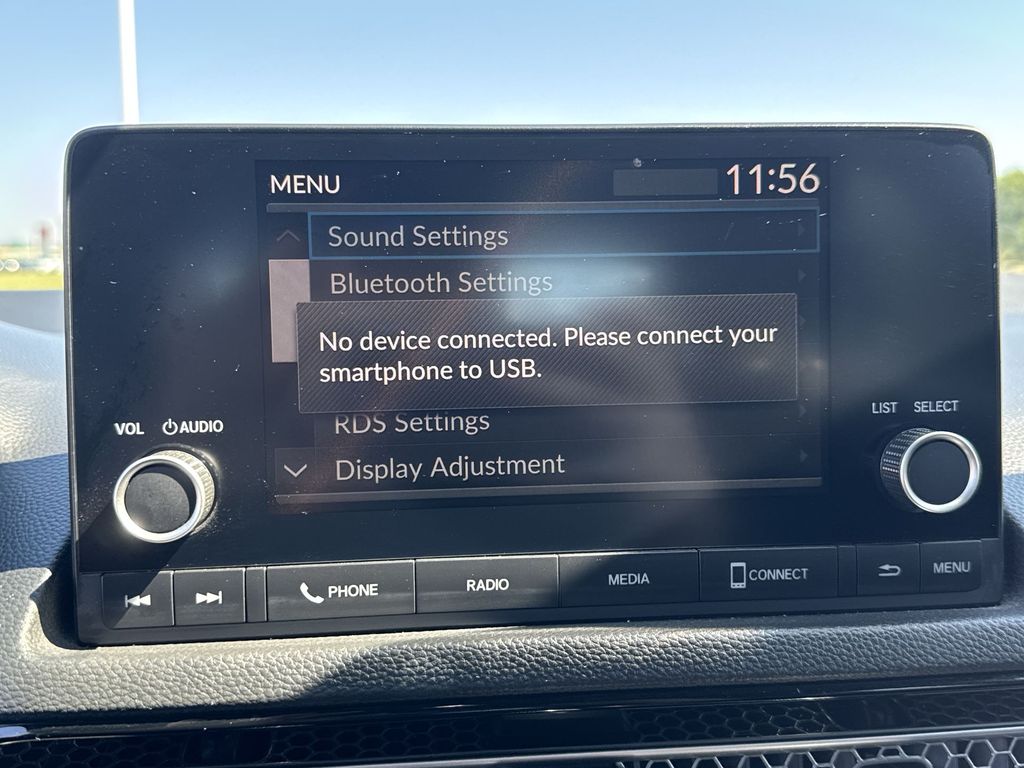 MENU
11:56
Sound Settings
Bluetooth Settings
No device connected. Please connect your
smartphone to USB.
RDS Settings
Display Adjustment
VOL AUDIO
LIST SELECT
PHONE
RADIO
MEDIA
CONNECT
MENU